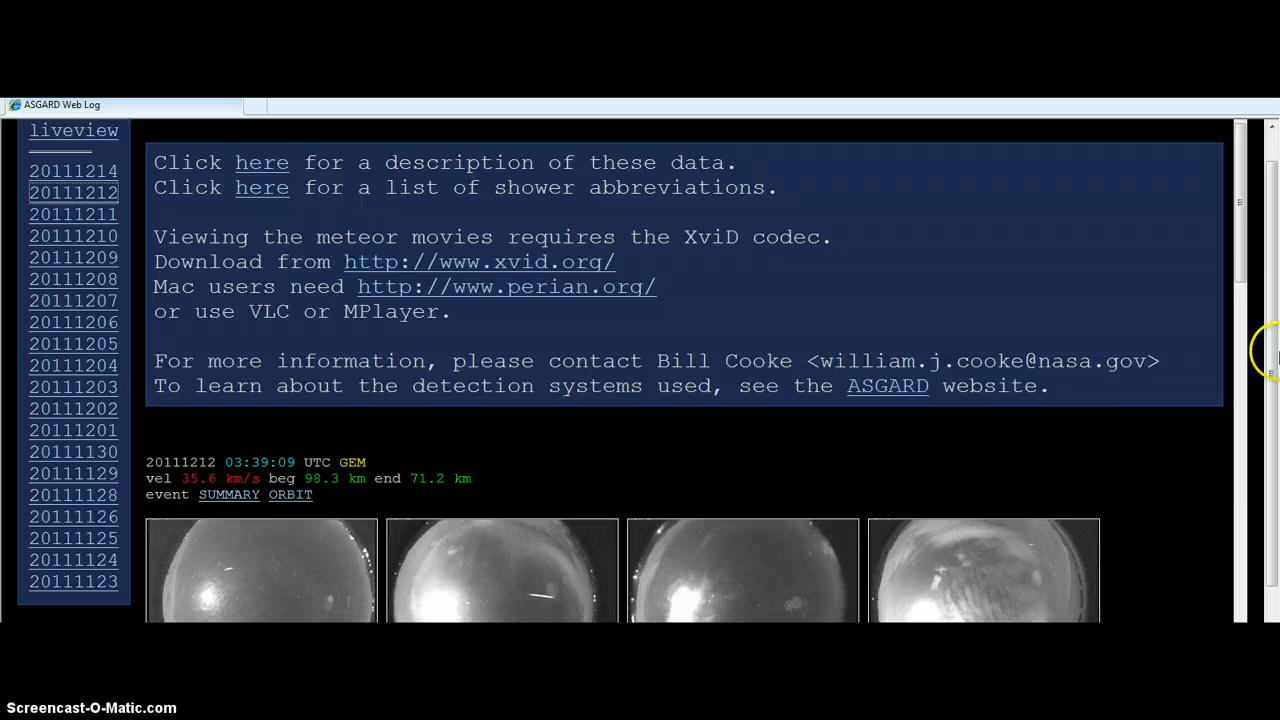 ASGARD Web Log
liveview
20111214
20111212
20111211
20111210
20111209
20111208
20111207
20111206
20111205
20111204
20111203
20111202
20111201
20111130
20111129
20111128
20111126
20111125
20111124
20111123
Click here for a description of these data.
Click here for a list of shower abbreviations.
Viewing the meteor movies requires the XviD codec.
Download from http://www.xvid.org/
Mac users need http://www.perian.org/
or use VLC or MPlayer.
For more information, please contact Bill Cooke <william.j.cooke@nasa.gov>
To learn about the detection systems used, see the ASGARD website.
20111212 03:39:09 UTC GEM
vel 35.6 km/s beg 98.3 km end 71.2 km
event SUMMARY ORBIT
Screencast-O-Matic.com